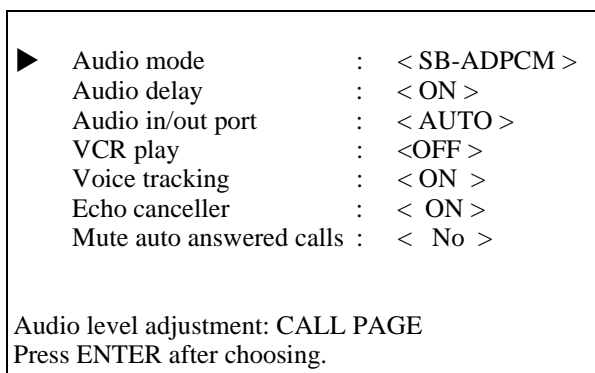 ▶ Audio mode : < SB-ADPCM >
Audio delay : < ON >
Audio in/out port : < AUTO >
VCR play : <OFF >
Voice tracking : < ON >
Echo canceller : < ON >
Mute auto answered calls : < No >
Audio level adjustment: CALL PAGE
Press ENTER after choosing.